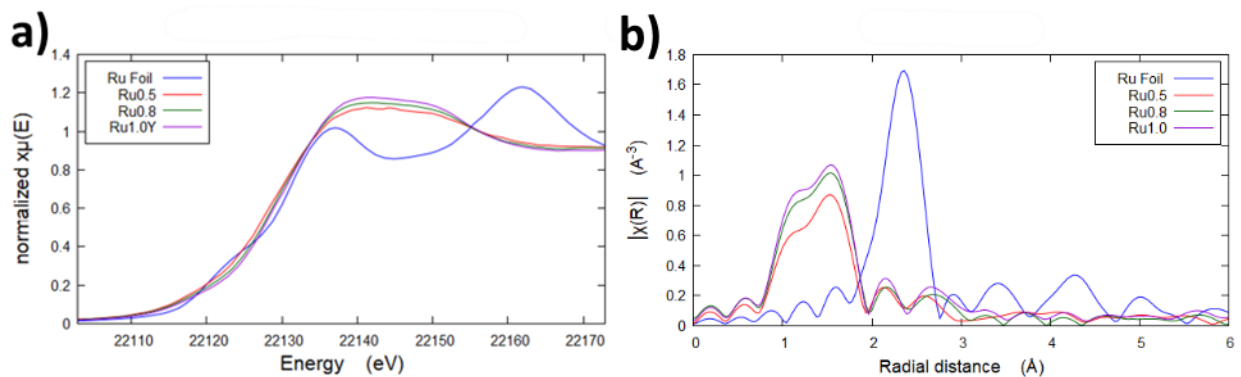 a)
1.4
1.2
1
0.8
0.6
0.4
0.2
0
normalized xμ(E)
Ru Foil
Ru0.5
Ru0.8
Ru1.0Y
22110 22120 22130 22140 22150 22160 22170
Energy (eV)
b)
1.8
1.6
1.4
1.2
1
0.8
0.6
0.4
0.2
0
|χ(R)| (A⁻³)
Ru Foil
Ru0.5
Ru0.8
Ru1.0
0 1 2 3 4 5 6
Radial distance (Å)